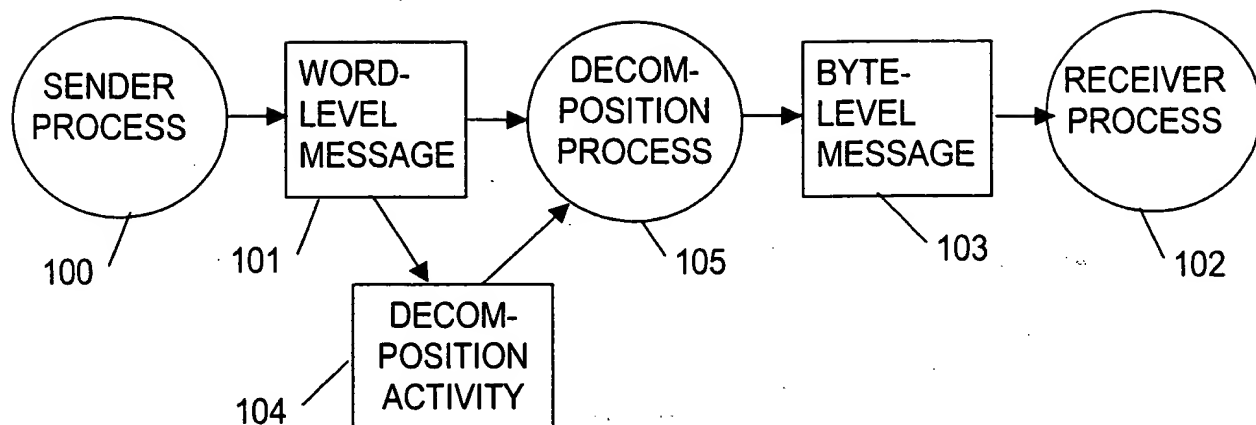 SENDER
PROCESS
WORD-
LEVEL
MESSAGE
DECOM-
POSITION
PROCESS
BYTE-
LEVEL
MESSAGE
RECEIVER
PROCESS
100
101
105
103
102
DECOM-
POSITION
ACTIVITY
104